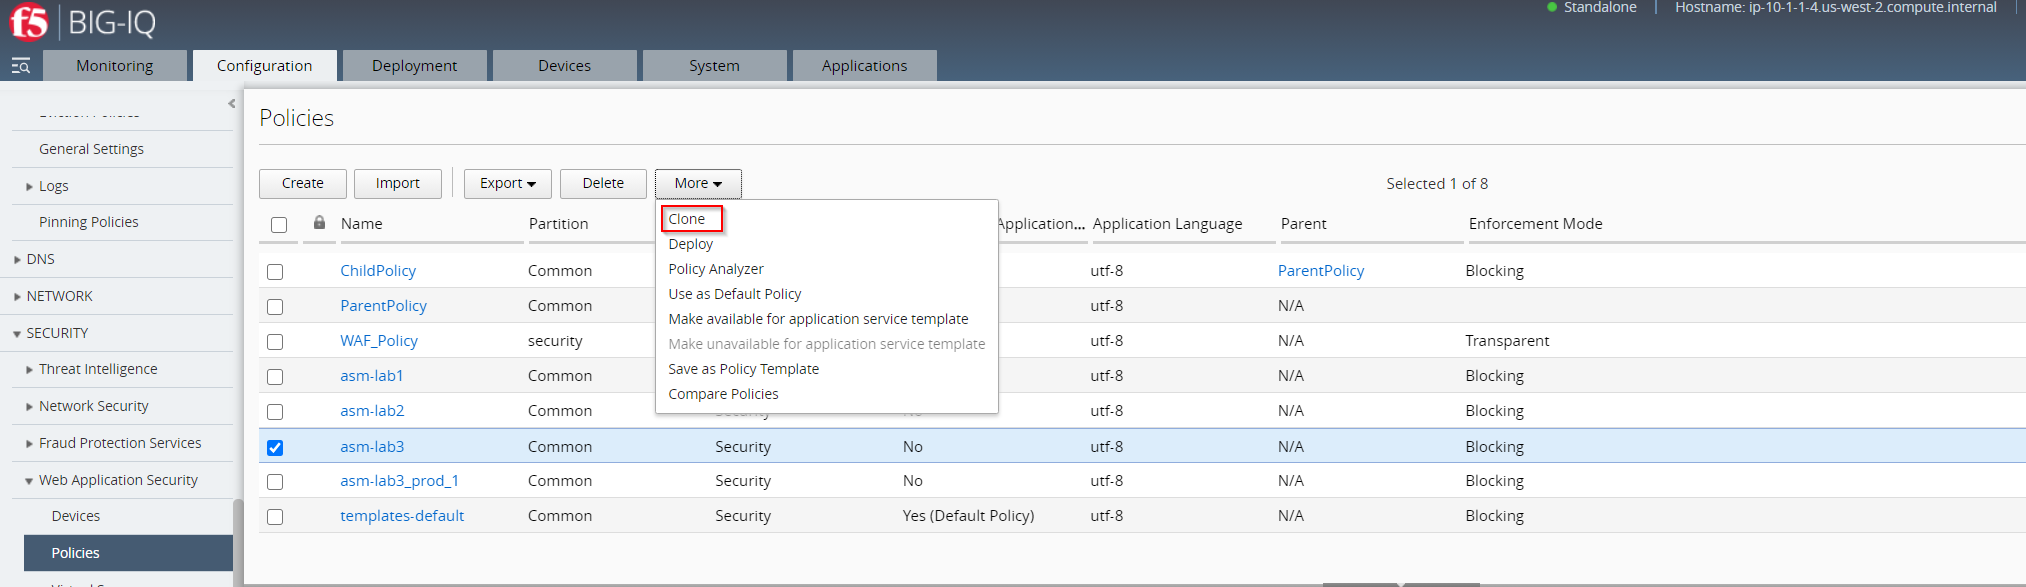 f5 BIG-IQ
Standalone Hostname: ip-10-1-1-4.us-west-2.compute.internal
Monitoring Configuration Deployment Devices System Applications
General Settings
Logs
Pinning Policies
DNS
NETWORK
SECURITY
Threat Intelligence
Network Security
Fraud Protection Services
Web Application Security
Devices
Policies
Policies
Create Import Export Delete More Selected 1 of 8
Clone
Deploy
Policy Analyzer
Use as Default Policy
Make available for application service template
Make unavailable for application service template
Save as Policy Template
Compare Policies
Name Partition Application... Application Language Parent Enforcement Mode
ChildPolicy Common utf-8 ParentPolicy Blocking
ParentPolicy Common utf-8 N/A
WAF_Policy security utf-8 N/A Transparent
asm-lab1 Common utf-8 N/A Blocking
asm-lab2 Common utf-8 N/A Blocking
asm-lab3 Common Security No utf-8 N/A Blocking
asm-lab3_prod_1 Common Security No utf-8 N/A Blocking
templates-default Common Security Yes (Default Policy) utf-8 N/A Blocking